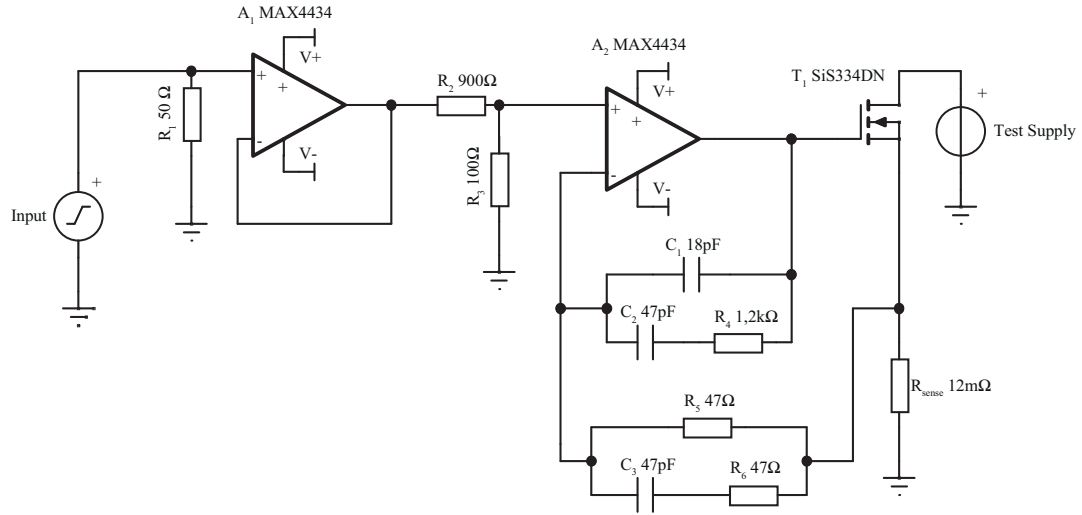 A1 MAX4434
V+
+
-
+
V-
R1 50 Ω
+
Input
R2 900Ω
R3 100Ω
A2 MAX4434
V+
+
-
+
V-
T1 SiS334DN
+
Test Supply
C1 18pF
C2 47pF
R4 1,2kΩ
Rsense 12mΩ
R5 47Ω
C3 47pF
R6 47Ω